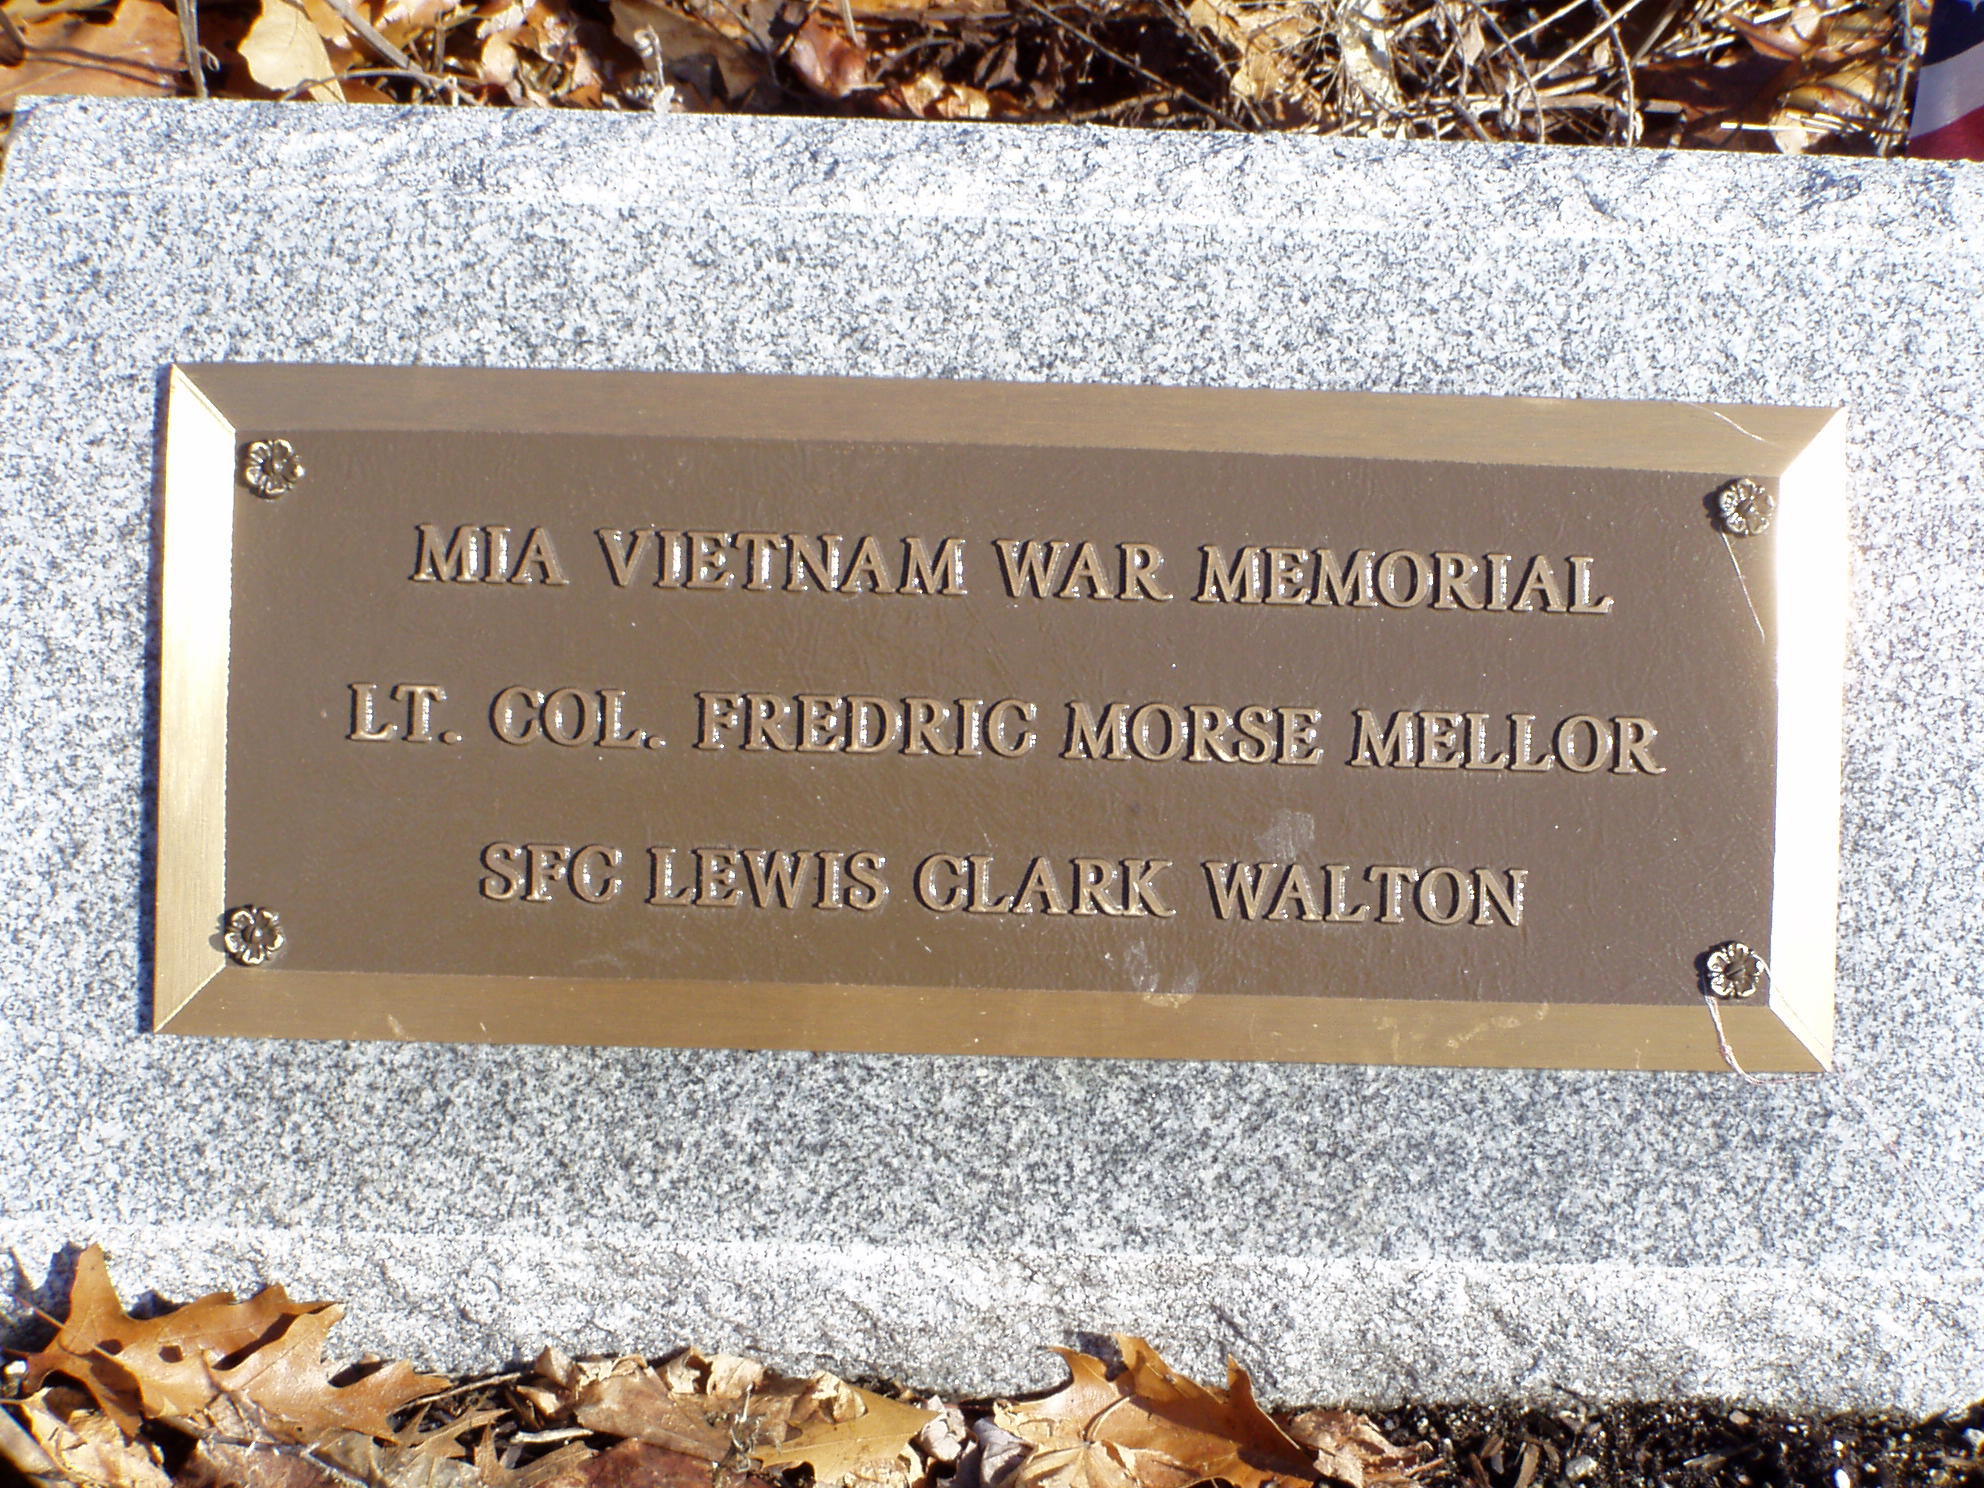 MIA VIETNAM WAR MEMORIAL
LT. COL. FREDRIC MORSE MELLOR
SFC LEWIS CLARK WALTON